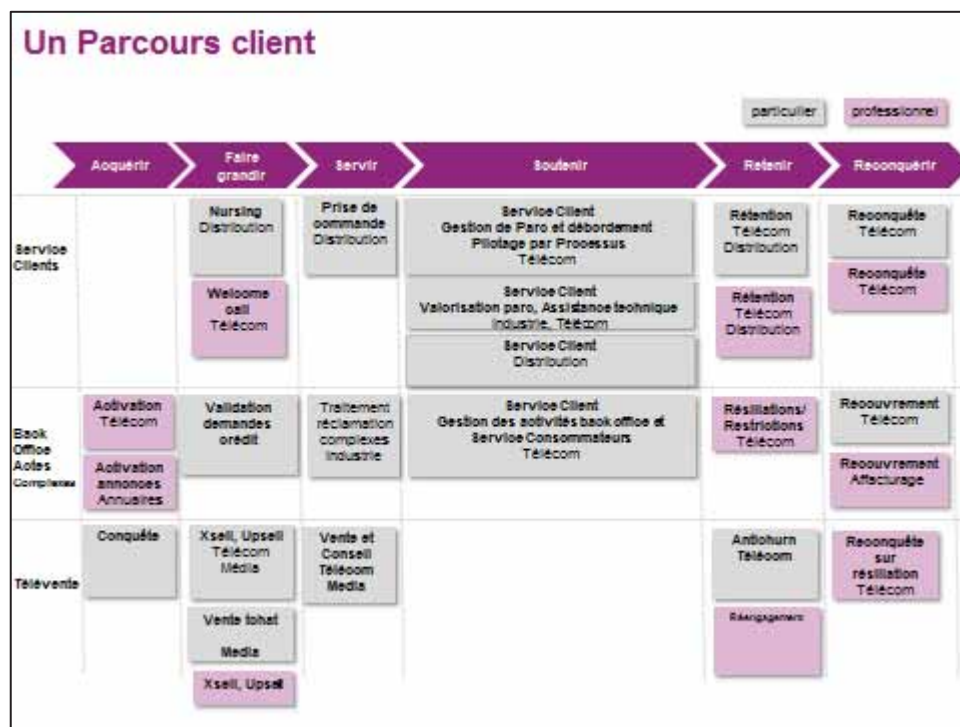 Un Parcours client
particulier
professionnel
Acquérir
Faire
grandir
Servir
Soutenir
Retenir
Reconquérir
Service
Clients
Nursing
Distribution
Welcome
call
Télécom
Prise de
commande
Distribution
Service Client
Gestion de Parc et débordement
Pilotage par Processus
Télécom
Service Client
Valorisation parc, Assistance technique
Industrie, Télécom
Service Client
Distribution
Rétention
Télécom
Distribution
Rétention
Télécom
Distribution
Reconquête
Télécom
Reconquête
Télécom
Back
Office
Actes
Complexes
Activation
Télécom
Activation
annonces
Annuaires
Validation
demandes
crédit
Traitement
réclamation
complexes
Industrie
Service Client
Gestion des activités back office et
Service Consommateurs
Télécom
Résiliations/
Restrictions
Télécom
Recouvrement
Télécom
Recouvrement
Affacturage
Télévente
Conquête
Xsell, Upsell
Télécom
Média
Vente tchat
Media
Xsell, Upsell
Vente et
Conseil
Télécom
Media
Antichurn
Télécom
Réengagement
Reconquête
sur
résiliation
Télécom